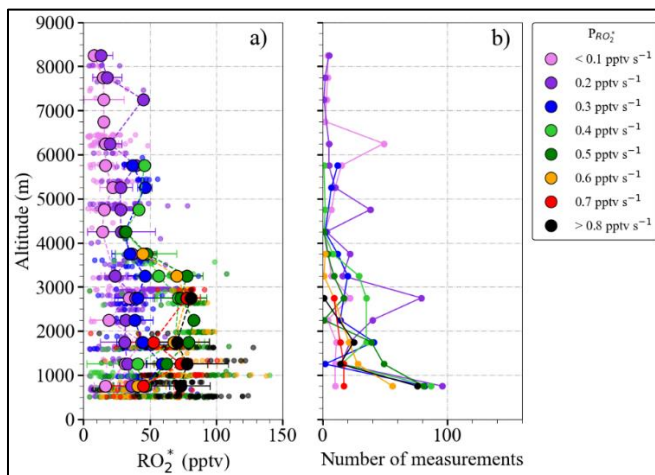 a)
b)
9000
8000
7000
6000
5000
4000
3000
2000
1000
0
Altitude (m)
0 50 100 150
RO₂* (pptv)
0 100
Number of measurements
P_RO₂*
< 0.1 pptv s⁻¹
0.2 pptv s⁻¹
0.3 pptv s⁻¹
0.4 pptv s⁻¹
0.5 pptv s⁻¹
0.6 pptv s⁻¹
0.7 pptv s⁻¹
> 0.8 pptv s⁻¹